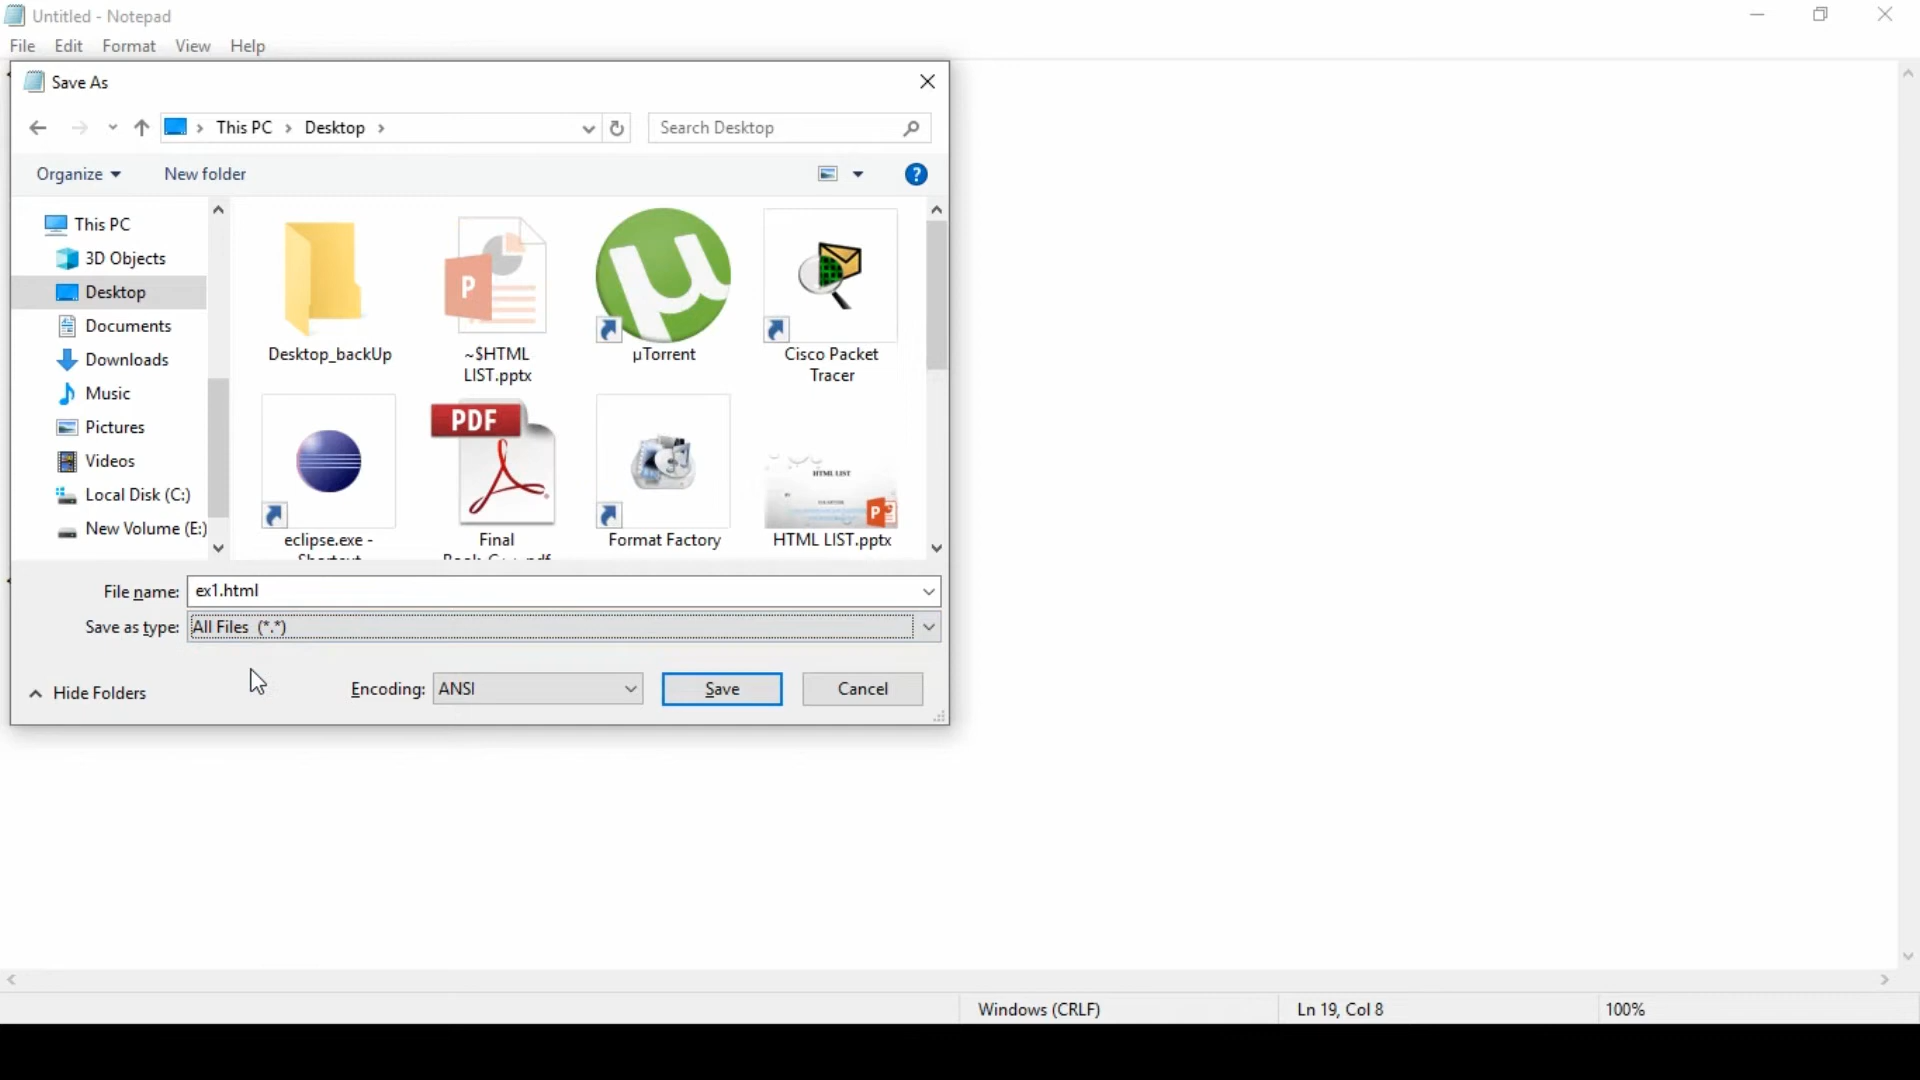 Untitled - Notepad
File Edit Format View Help
Save As
This PC > Desktop >
Search Desktop
Organize
New folder
This PC
3D Objects
Desktop
Documents
Downloads
Music
Pictures
Videos
Local Disk (C:)
New Volume (E:)
Desktop_backUp
~$HTML
LIST.pptx
µTorrent
Cisco Packet
Tracer
eclipse.exe -
PDF
Final
Format Factory
HTML LIST
HTML LIST.pptx
File name: ex1.html
Save as type: All Files (*.*)
Hide Folders
Encoding: ANSI
Save
Cancel
Windows (CRLF)
Ln 19, Col 8
100%